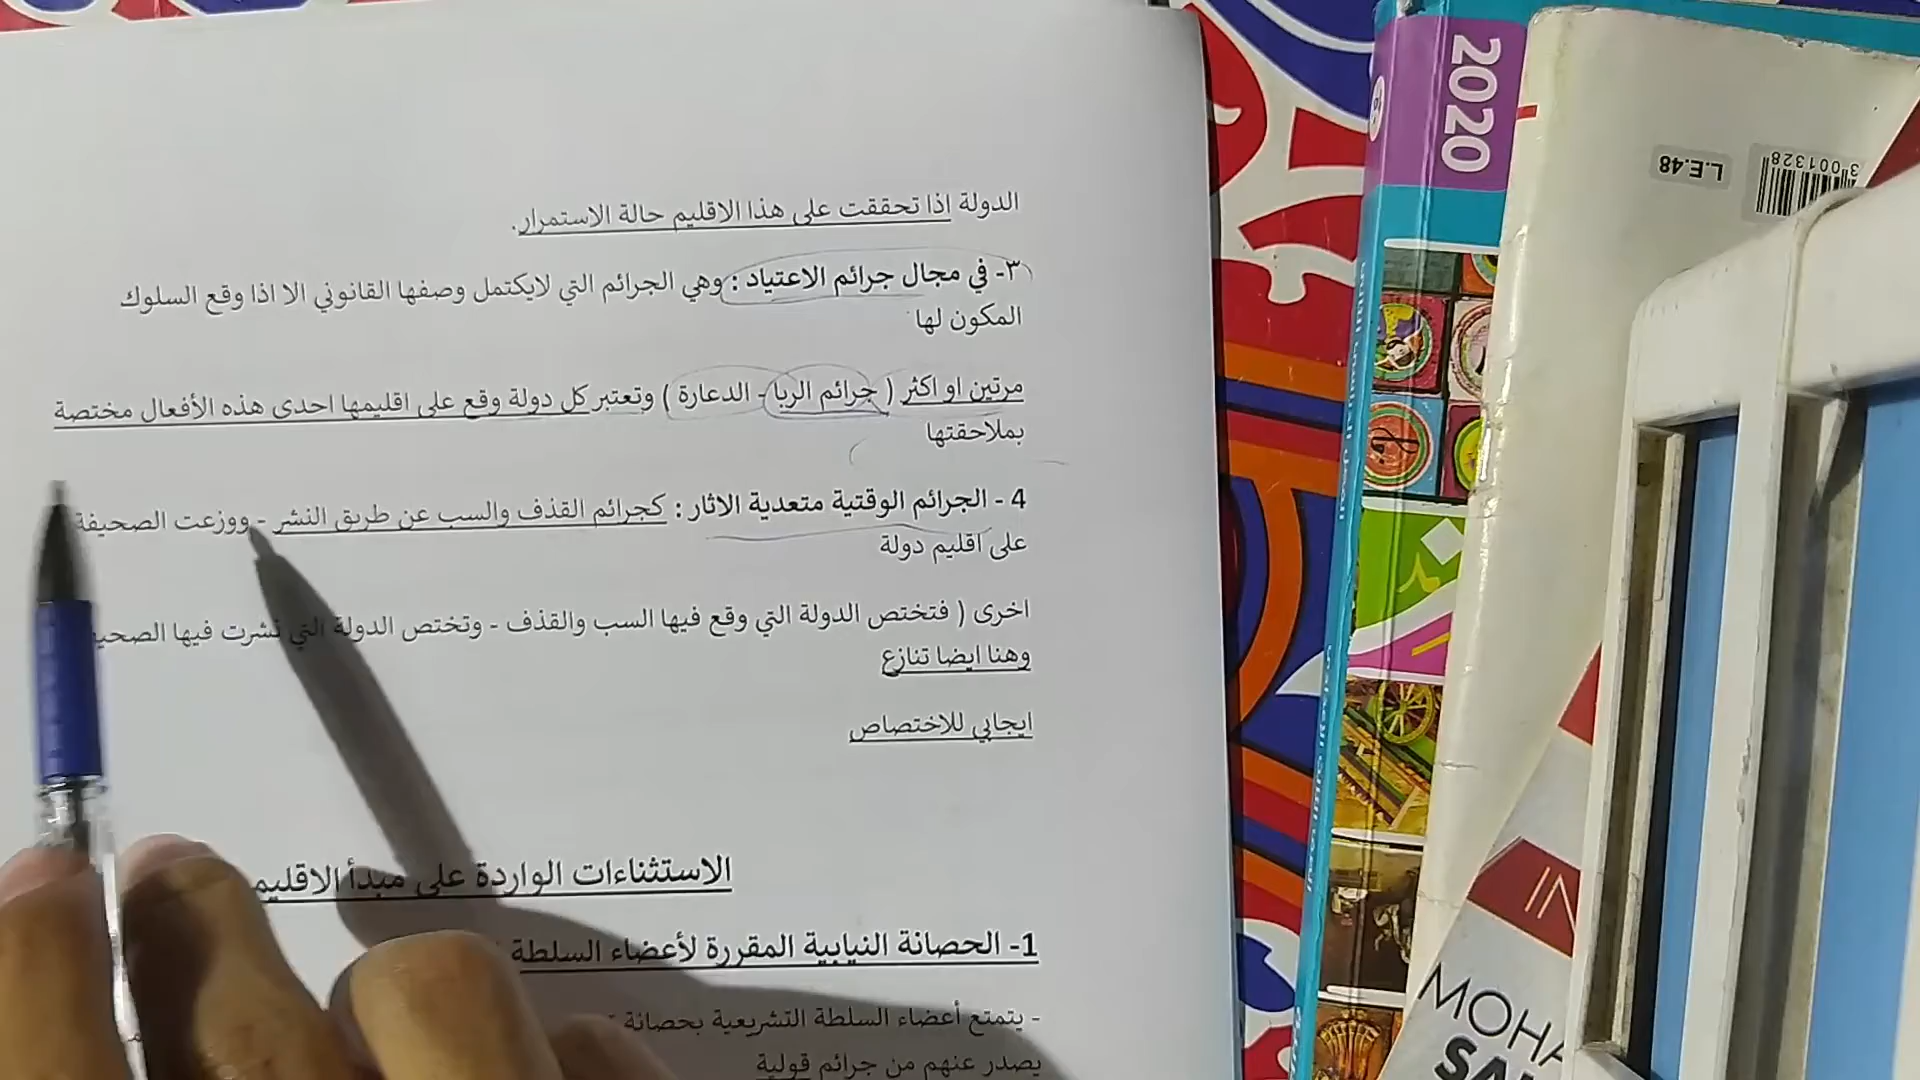 الدولة اذا تحققت على هذا الاقليم حالة الاستمرار.
٣- في مجال جرائم الاعتياد : وهي الجرائم التي لايكتمل وصفها القانوني الا اذا وقع السلوك
المكون لها
مرتين او اكثر ( جرائم الربا - الدعارة ) وتعتبر كل دولة وقع على اقليمها احدى هذه الأفعال مختصة
بملاحقتها
4 - الجرائم الوقتية متعدية الاثار : كجرائم القذف والسب عن طريق النشر - ووزعت الصحيفة
على اقليم دولة
اخرى ( فتختص الدولة التي وقع فيها السب والقذف - وتختص الدولة التي نشرت فيها
وهنا ايضا تنازع
ايجابي للاختصاص
الاستثناءات الواردة على مبدأ
1- الحصانة النيابية المقررة لأعضاء السلطة
- يتمتع أعضاء السلطة التشريعية بحصانة
يصدر عنهم من جرائم قولية
2020
L.E.48
3-001328
IN
MOHA